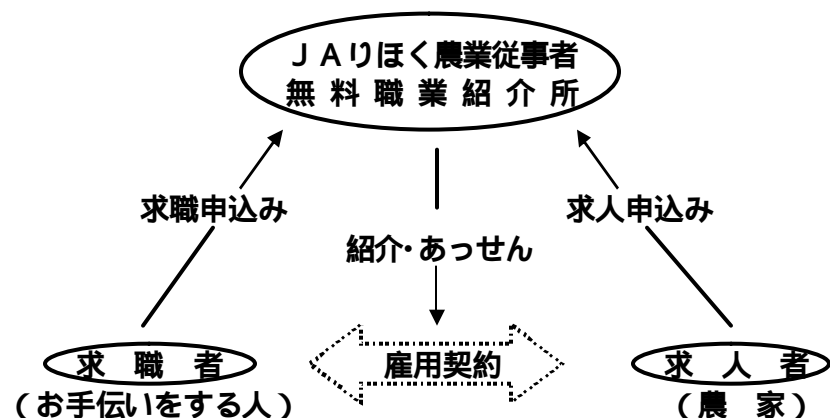 ＪＡりほく農業従事者
無料職業紹介所
求職申込み
求人申込み
紹介・あっせん
求職者
雇用契約
求人者
（お手伝いをする人）
（農家）